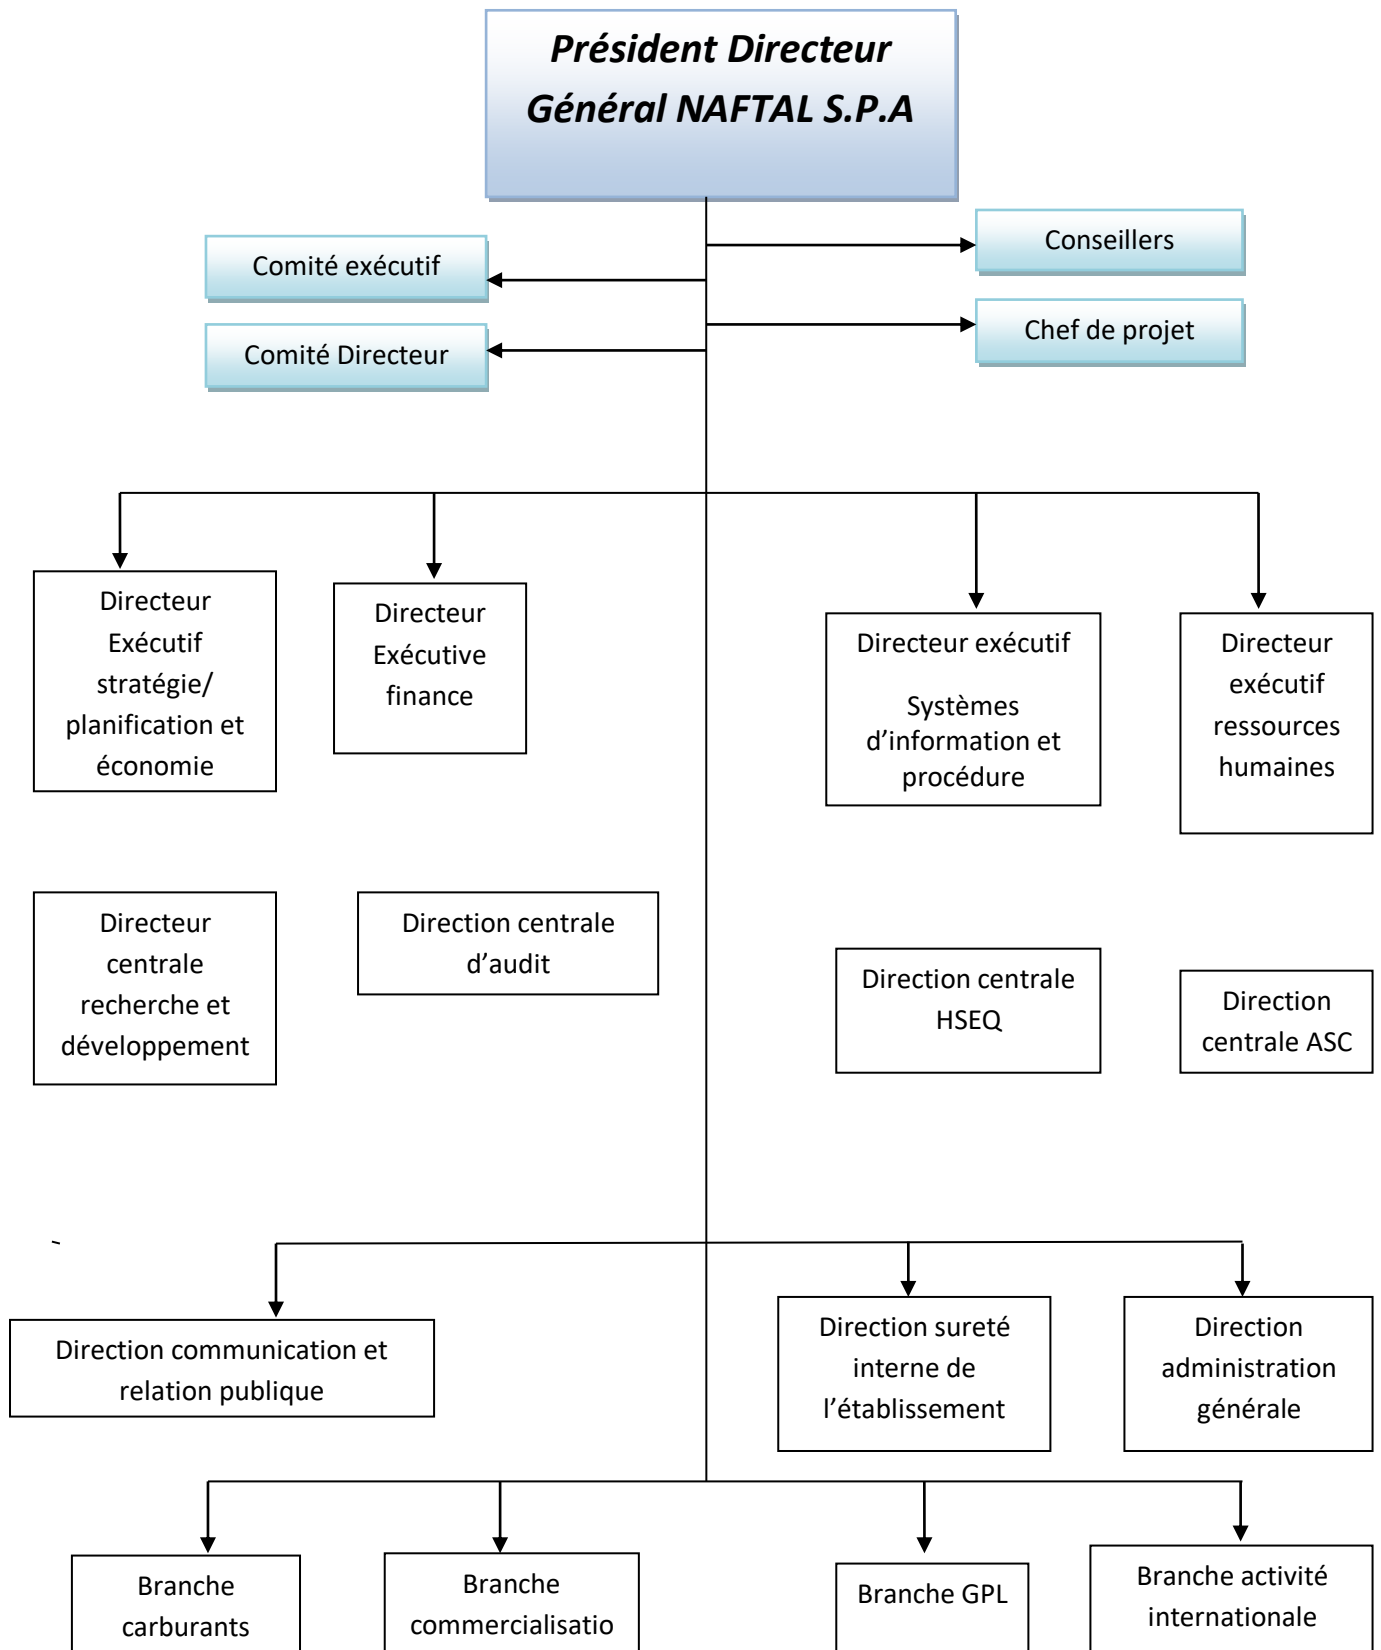 Président Directeur
Général NAFTAL S.P.A
Conseillers
Comité exécutif
Chef de projet
Comité Directeur
Directeur
Exécutif
stratégie/
planification et
économie
Directeur
Exécutive
finance
Directeur exécutif
Systèmes
d’information et
procédure
Directeur
exécutif
ressources
humaines
Directeur
centrale
recherche et
développement
Direction centrale
d’audit
Direction centrale
HSEQ
Direction
centrale ASC
Direction communication et
relation publique
Direction sureté
interne de
l’établissement
Direction
administration
générale
Branche
carburants
Branche
commercialisatio
Branche GPL
Branche activité
internationale